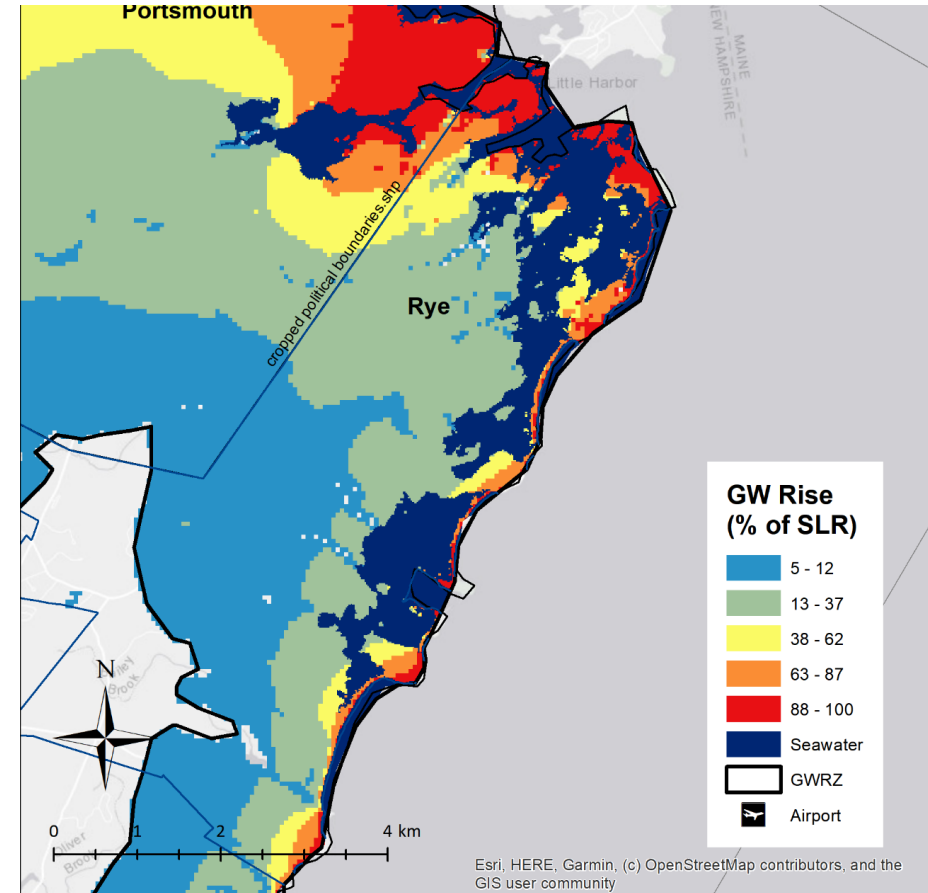 Portsmouth
MAINE
NEW HAMPSHIRE
Little Harbor
cropped political boundaries.shp
Rye
GW Rise
(% of SLR)
5 - 12
13 - 37
38 - 62
63 - 87
88 - 100
Seawater
GWRZ
Airport
N
Brook
0 1 2 4 km
Brook
Esri, HERE, Garmin, (c) OpenStreetMap contributors, and the
GIS user community